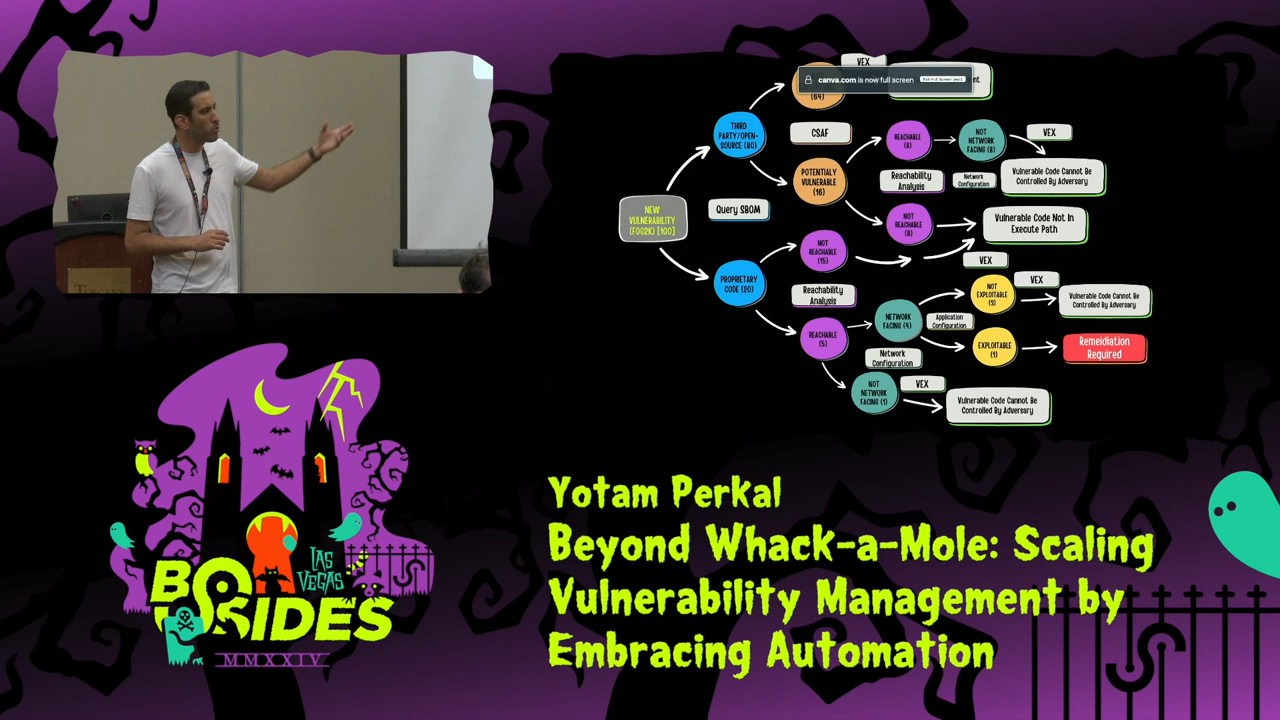 VEX
canva.com is now full screen
(64)
THIRD
PARTY/OPEN-
SOURCE (80)
CSAF
REACHABLE
(8)
NOT
NETWORK
FACING (8)
VEX
POTENTIALY
VULNERABLE
(16)
Reachability
Analysis
Network
Configuration
Vulnerable Code Cannot Be
Controlled By Adversary
NEW
VULNERABILITY
(FOG2K) [100]
Query SBOM
NOT
REACHABLE
(8)
Vulnerable Code Not In
Execute Path
NOT
REACHABLE
(15)
VEX
PROPRIETARY
CODE (20)
Reachability
Analysis
NOT
EXPLOITABLE
VEX
Vulnerable Code Cannot Be
Controlled By Adversary
NETWORK
FACING (4)
Application
Configuration
REACHABLE
(5)
EXPLOITABLE
(1)
Remeidiation
Required
Network
Configuration
NOT
NETWORK
FACING (1)
VEX
Vulnerable Code Cannot Be
Controlled By Adversary
TUSCANY
LAS
VEGAS
BSIDES
MMXXIV
Yotam Perkal
Beyond Whack-a-Mole: Scaling
Vulnerability Management by
Embracing Automation